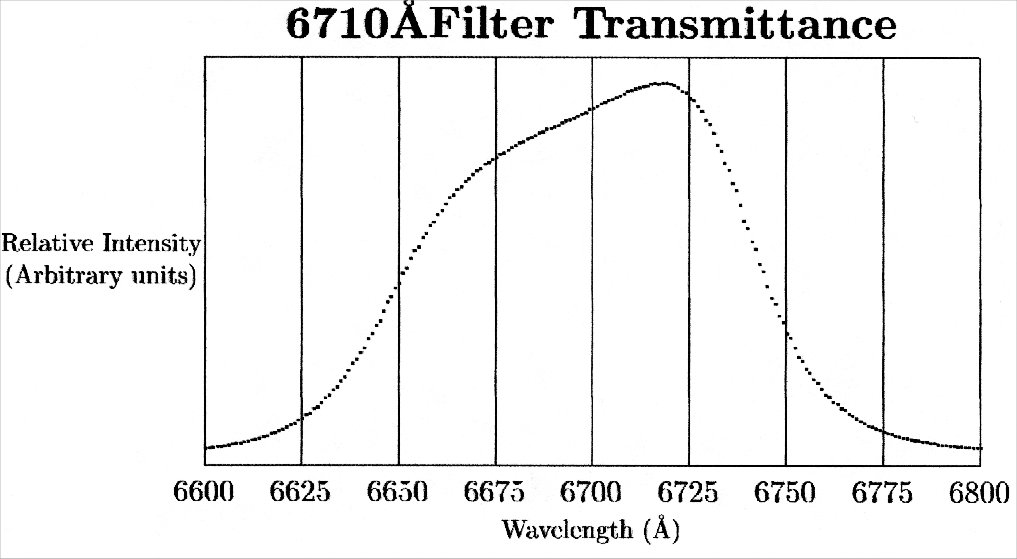 6710ÅFilter Transmittance
Relative Intensity
(Arbitrary units)
6600 6625 6650 6675 6700 6725 6750 6775 6800
Wavelength (Å)